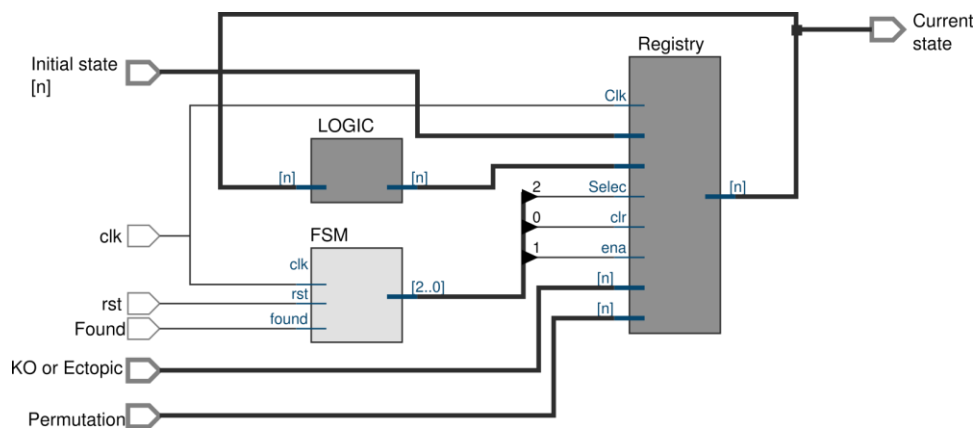 Current
state
Registry
Initial state
[n]
Clk
LOGIC
[n]
[n]
2
Selec
[n]
0
clr
clk
FSM
1
ena
clk
[n]
rst
rst
[2..0]
[n]
Found
found
KO or Ectopic
Permutation